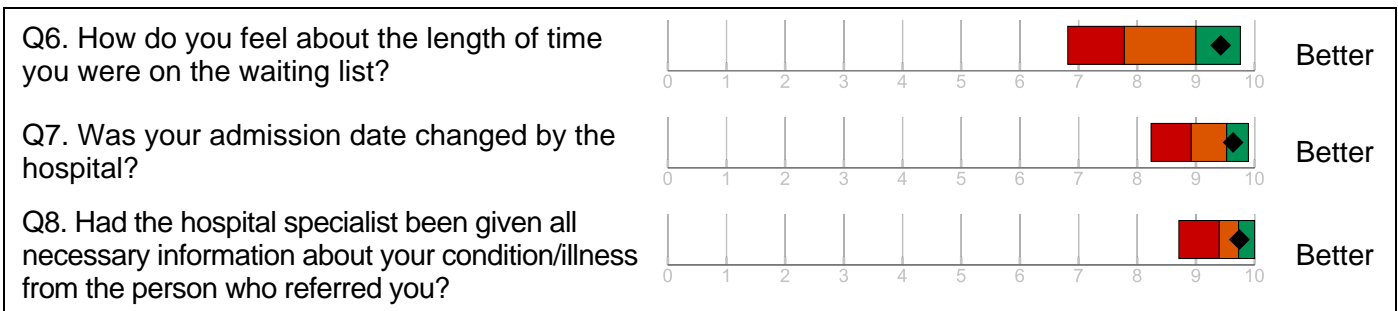 Q6. How do you feel about the length of time
you were on the waiting list?
0 1 2 3 4 5 6 7 8 9 10
Better
Q7. Was your admission date changed by the
hospital?
0 1 2 3 4 5 6 7 8 9 10
Better
Q8. Had the hospital specialist been given all
necessary information about your condition/illness
from the person who referred you?
0 1 2 3 4 5 6 7 8 9 10
Better